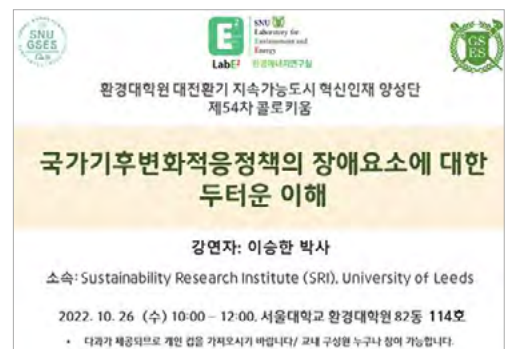 SNU
GSES
LabE²
SNU
Laboratory for
Environment and
Energy
환경에너지연구실
GS
ES
환경대학원 대전환기 지속가능도시 혁신인재 양성단
제54차 콜로키움
국가기후변화적응정책의 장애요소에 대한
두터운 이해
강연자: 이승한 박사
소속: Sustainability Research Institute (SRI), University of Leeds
2022. 10. 26 (수) 10:00 – 12:00, 서울대학교 환경대학원 82동 114호
• 다과가 제공되므로 개인 컵을 가져오시기 바랍니다/ 교내 구성원 누구나 참여 가능합니다.